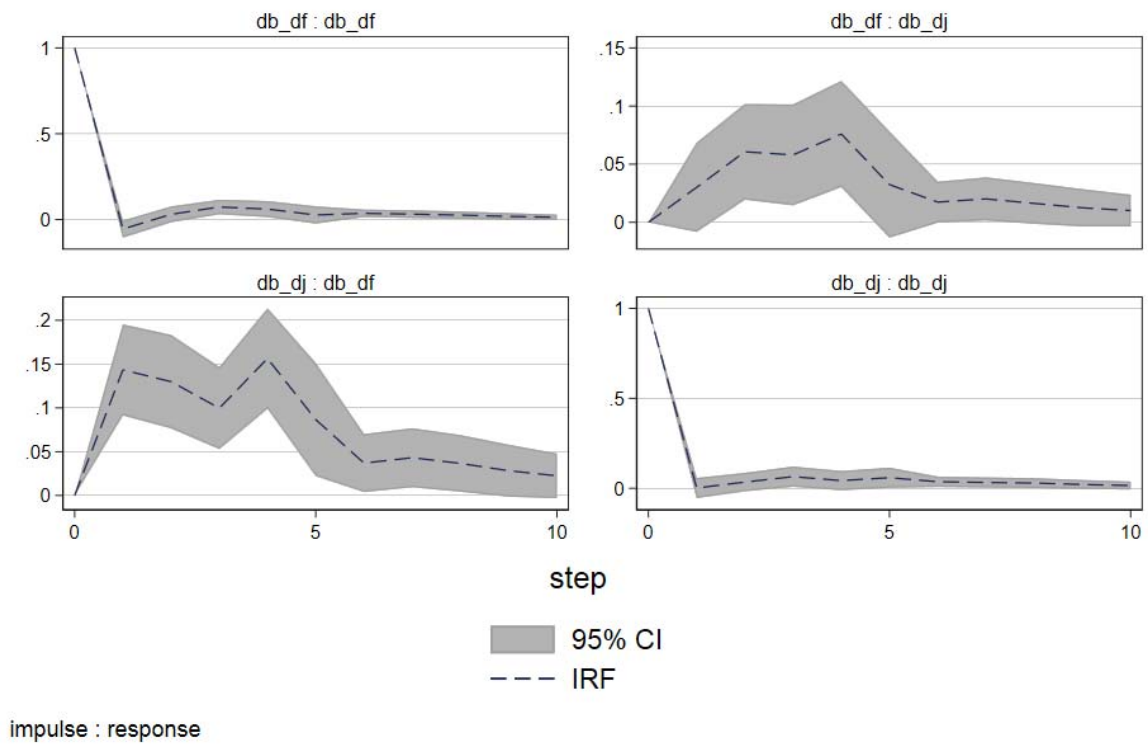 db_df : db_df
db_df : db_dj
1
.5
0
.15
.1
.05
0
db_dj : db_df
db_dj : db_dj
.2
.15
.1
.05
0
1
.5
0
0 5 10
0 5 10
step
95% CI
IRF
impulse : response